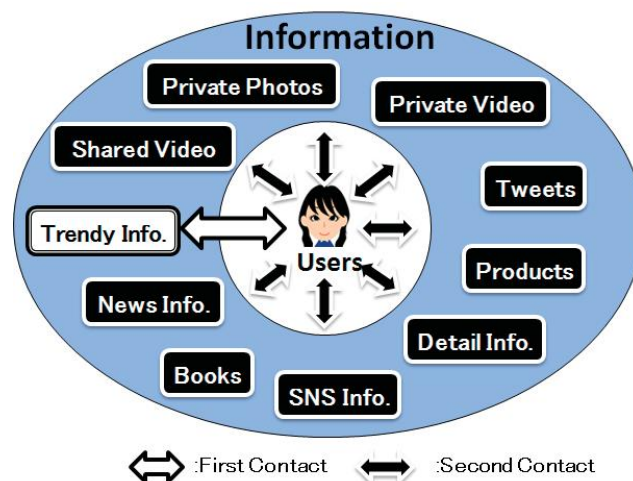 Information
Private Photos
Private Video
Shared Video
Tweets
Trendy Info.
Users
Products
News Info.
Detail Info.
Books
SNS Info.
:First Contact
:Second Contact